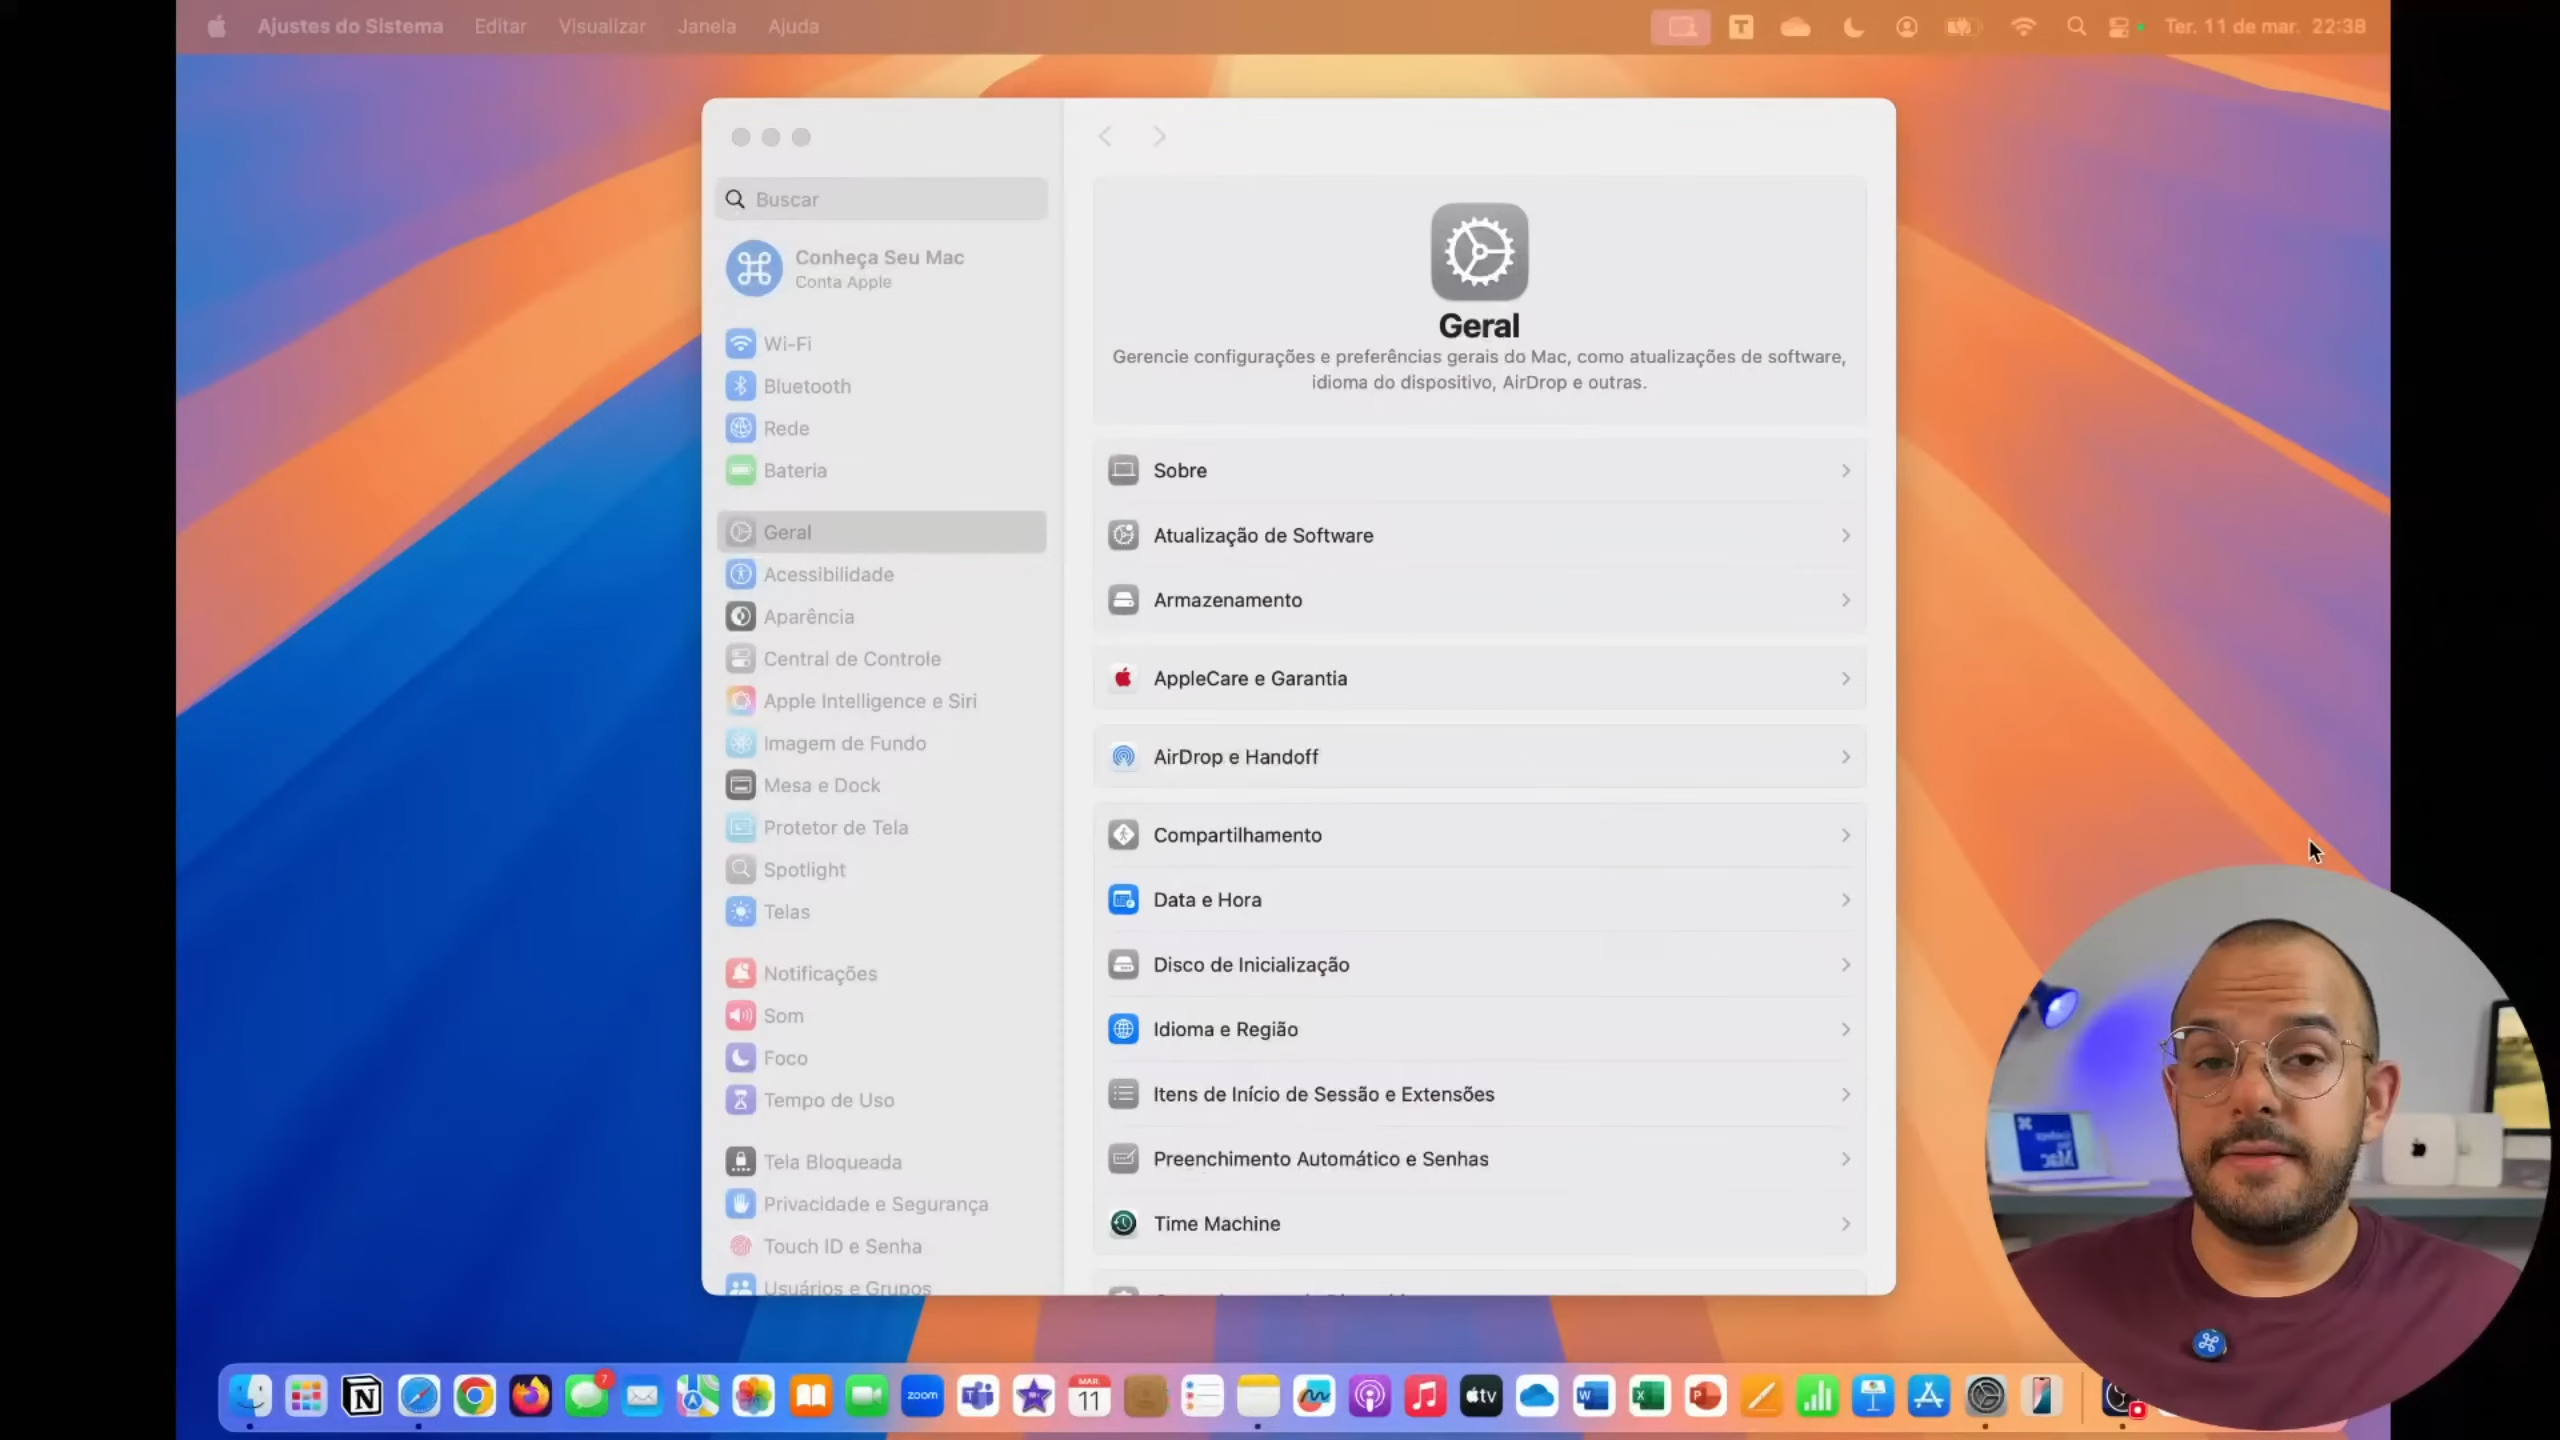 Ajustes do Sistema Editar Visualizar Janela Ajuda
T
Ter. 11 de mar. 22:38
Buscar
Conheça Seu Mac
Conta Apple
Wi-Fi
Bluetooth
Rede
Bateria
Geral
Acessibilidade
Aparência
Central de Controle
Apple Intelligence e Siri
Imagem de Fundo
Mesa e Dock
Protetor de Tela
Spotlight
Telas
Notificações
Som
Foco
Tempo de Uso
Tela Bloqueada
Privacidade e Segurança
Touch ID e Senha
Usuários e Grupos
Geral
Gerencie configurações e preferências gerais do Mac, como atualizações de software,
idioma do dispositivo, AirDrop e outras.
Sobre
Atualização de Software
Armazenamento
AppleCare e Garantia
AirDrop e Handoff
Compartilhamento
Data e Hora
Disco de Inicialização
Idioma e Região
Itens de Início de Sessão e Extensões
Preenchimento Automático e Senhas
Time Machine
7
zoom
MAR.
11
tv
W
X
P